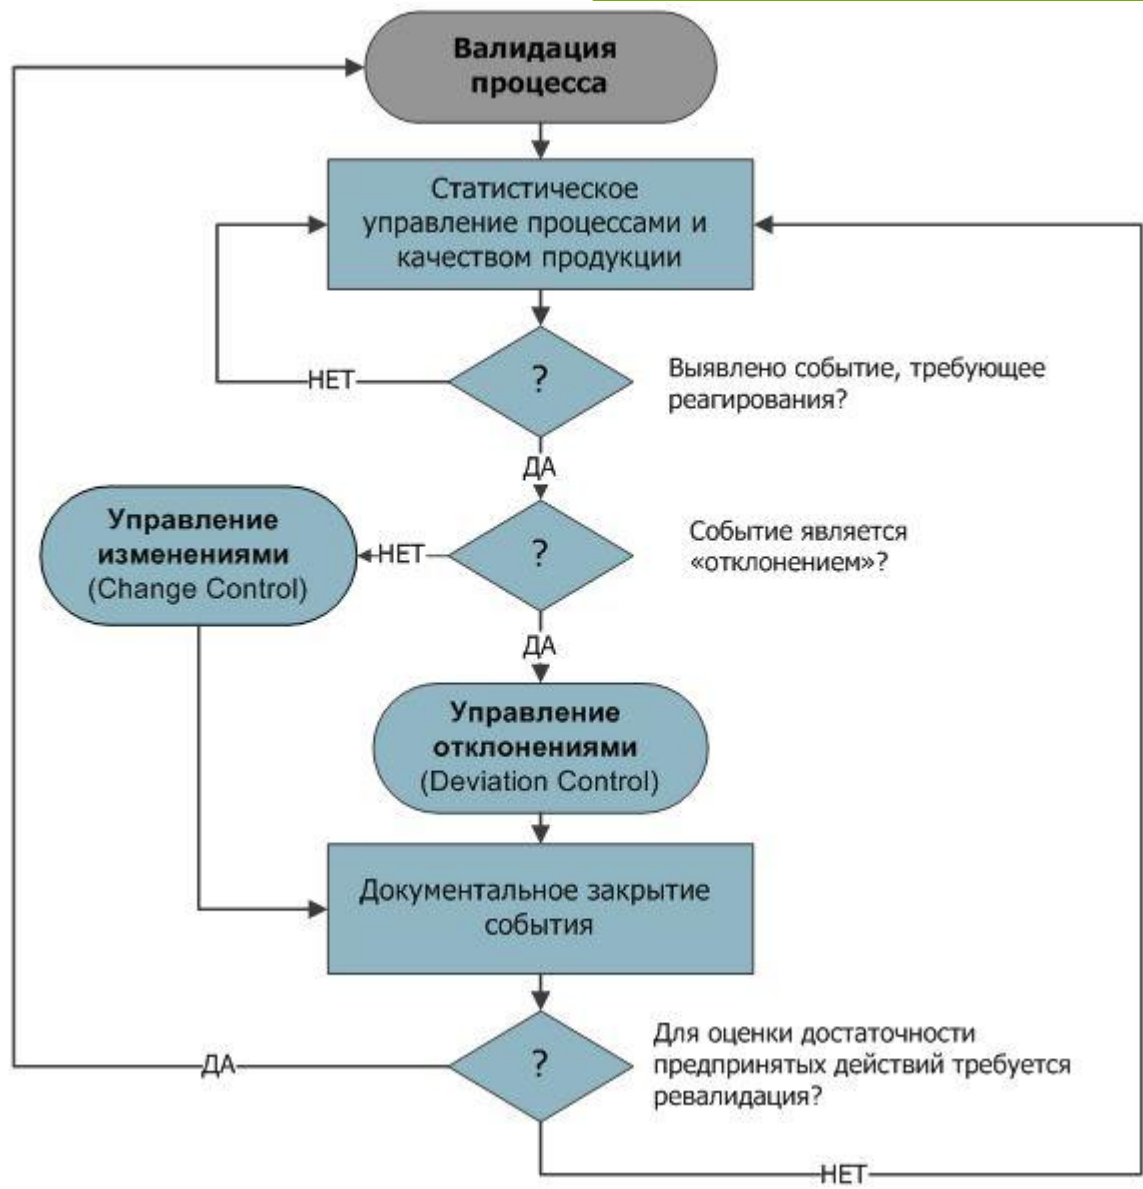 Валидация
процесса
Статистическое
управление процессами и
качеством продукции
?
НЕТ
Выявлено событие, требующее
реагирования?
ДА
Управление
изменениями
(Change Control)
НЕТ
?
Событие является
«отклонением»?
ДА
Управление
отклонениями
(Deviation Control)
Документальное закрытие
события
ДА
?
Для оценки достаточности
предпринятых действий требуется
ревалидация?
НЕТ